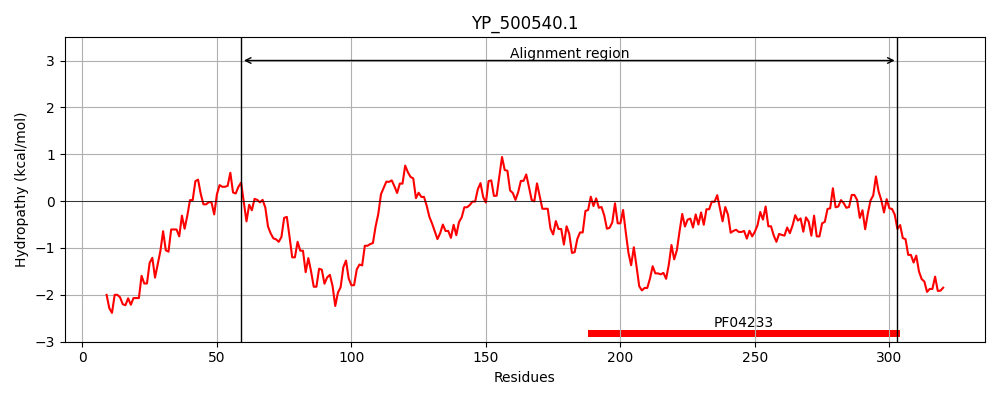 YP_500540.1
Hydropathy (kcal/mol)
3
2
1
0
−1
−2
−3
Alignment region
PF04233
0 50 100 150 200 250 300
Residues